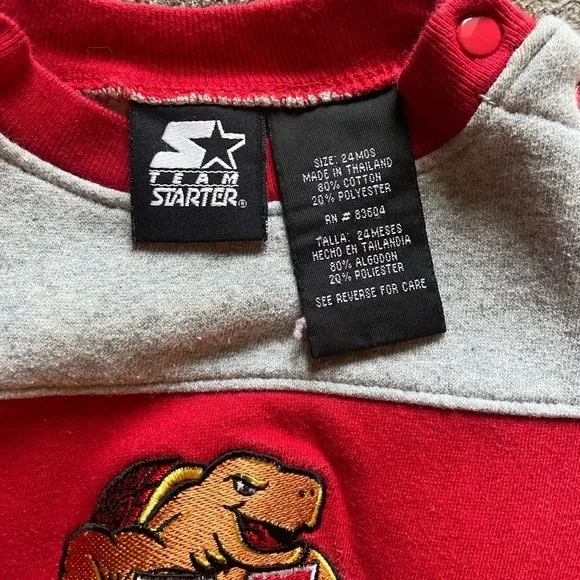 TEAM
STARTER®
SIZE: 24MOS
MADE IN THAILAND
80% COTTON
20% POLYESTER
RN # 83504
TALLA: 24MESES
HECHO EN TAILANDIA
80% ALGODON
20% POLIESTER
SEE REVERSE FOR CARE